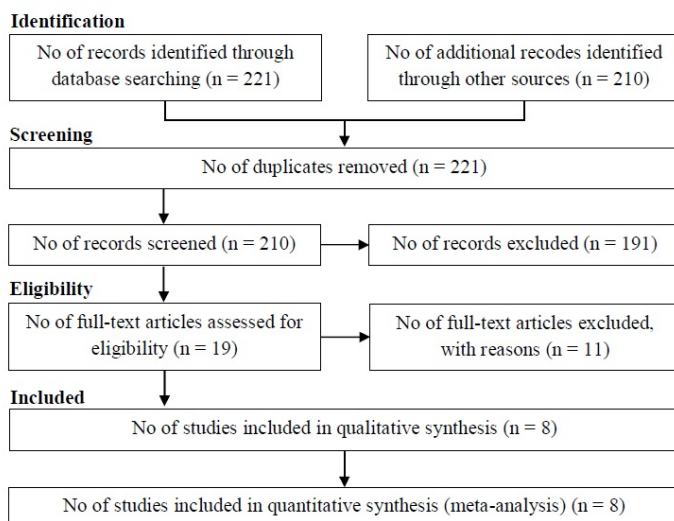 Identification
No of records identified through
database searching (n = 221)
No of additional recodes identified
through other sources (n = 210)
Screening
No of duplicates removed (n = 221)
No of records screened (n = 210)
No of records excluded (n = 191)
Eligibility
No of full-text articles assessed for
eligibility (n = 19)
No of full-text articles excluded,
with reasons (n = 11)
Included
No of studies included in qualitative synthesis (n = 8)
No of studies included in quantitative synthesis (meta-analysis) (n = 8)